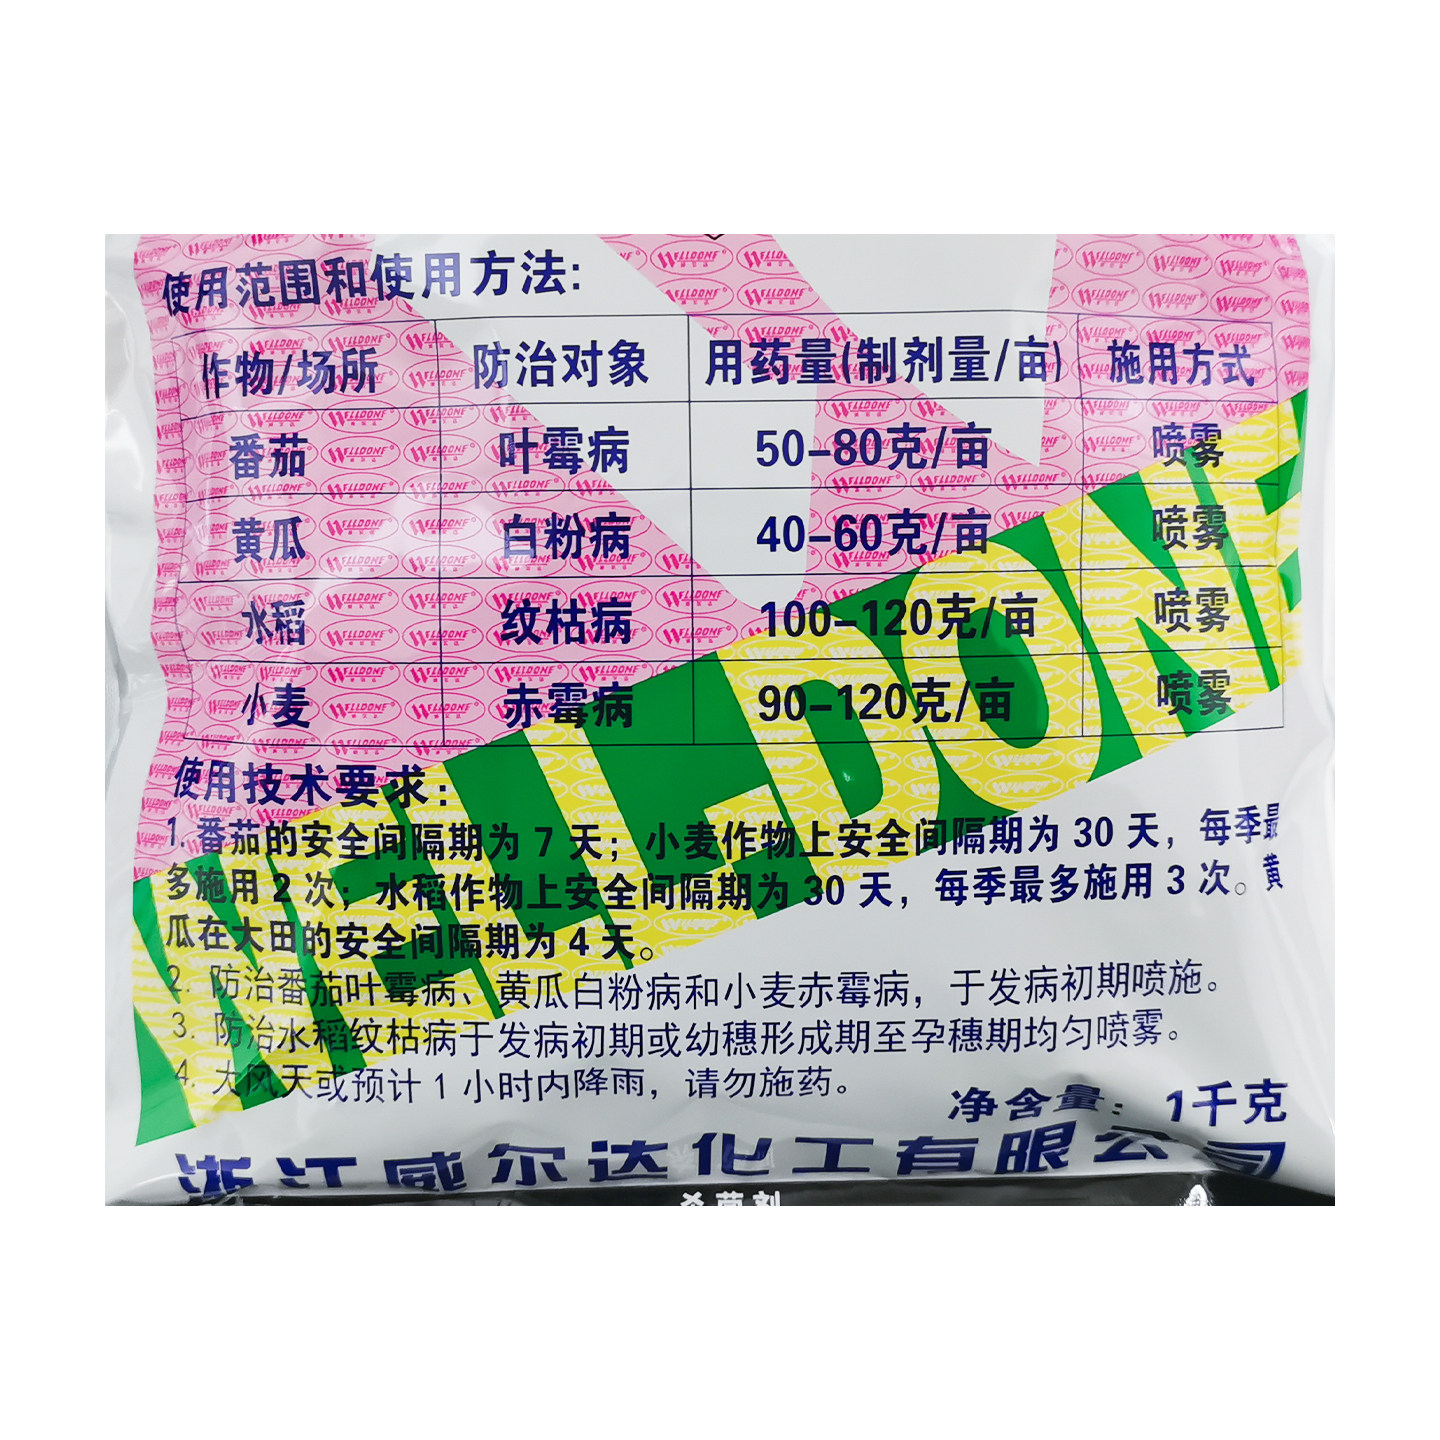 使用范围和使用方法:
作物/场所 防治对象 用药量(制剂量/亩) 施用方式
番茄 叶霉病 50-80克/亩 喷雾
黄瓜 白粉病 40-60克/亩 喷雾
水稻 纹枯病 100-120克/亩 喷雾
小麦 赤霉病 90-120克/亩 喷雾
WELLDONE
使用技术要求:
1. 番茄的安全间隔期为 7 天；小麦作物上安全间隔期为 30 天，每季最
多施用 2 次；水稻作物上安全间隔期为 30 天，每季最多施用 3 次。黄
瓜在大田的安全间隔期为 4 天。
2. 防治番茄叶霉病、黄瓜白粉病和小麦赤霉病，于发病初期喷施。
3. 防治水稻纹枯病于发病初期或幼穗形成期至孕穗期均匀喷雾。
4. 大风天或预计 1 小时内降雨，请勿施药。
净含量：1千克
浙江威尔达化工有限公司
杀菌剂